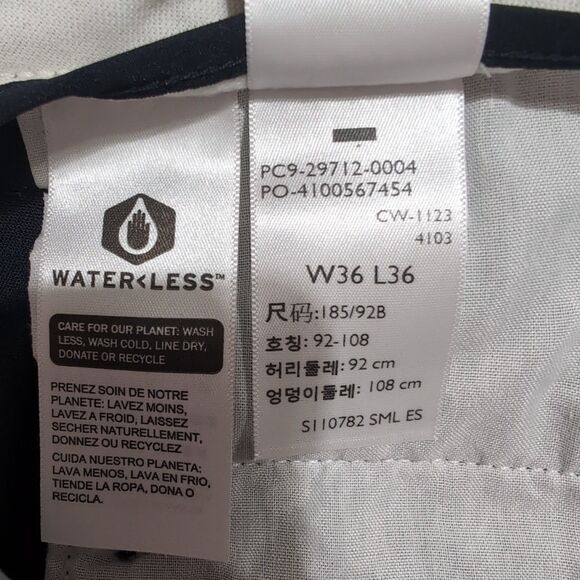 WATER<LESS™
CARE FOR OUR PLANET: WASH
LESS, WASH COLD, LINE DRY,
DONATE OR RECYCLE
PRENEZ SOIN DE NOTRE
PLANETE: LAVEZ MOINS,
LAVEZ A FROID, LAISSEZ
SECHER NATURELLEMENT,
DONNEZ OU RECYCLEZ
CUIDA NUESTRO PLANETA:
LAVA MENOS, LAVA EN FRIO,
TIENDE LA ROPA, DONA O
RECICLA.
PC9-29712-0004
PO-4100567454
CW-1123
4103
W36 L36
尺码:185/92B
호칭: 92-108
허리둘레: 92 cm
엉덩이둘레: 108 cm
S110782 SML ES